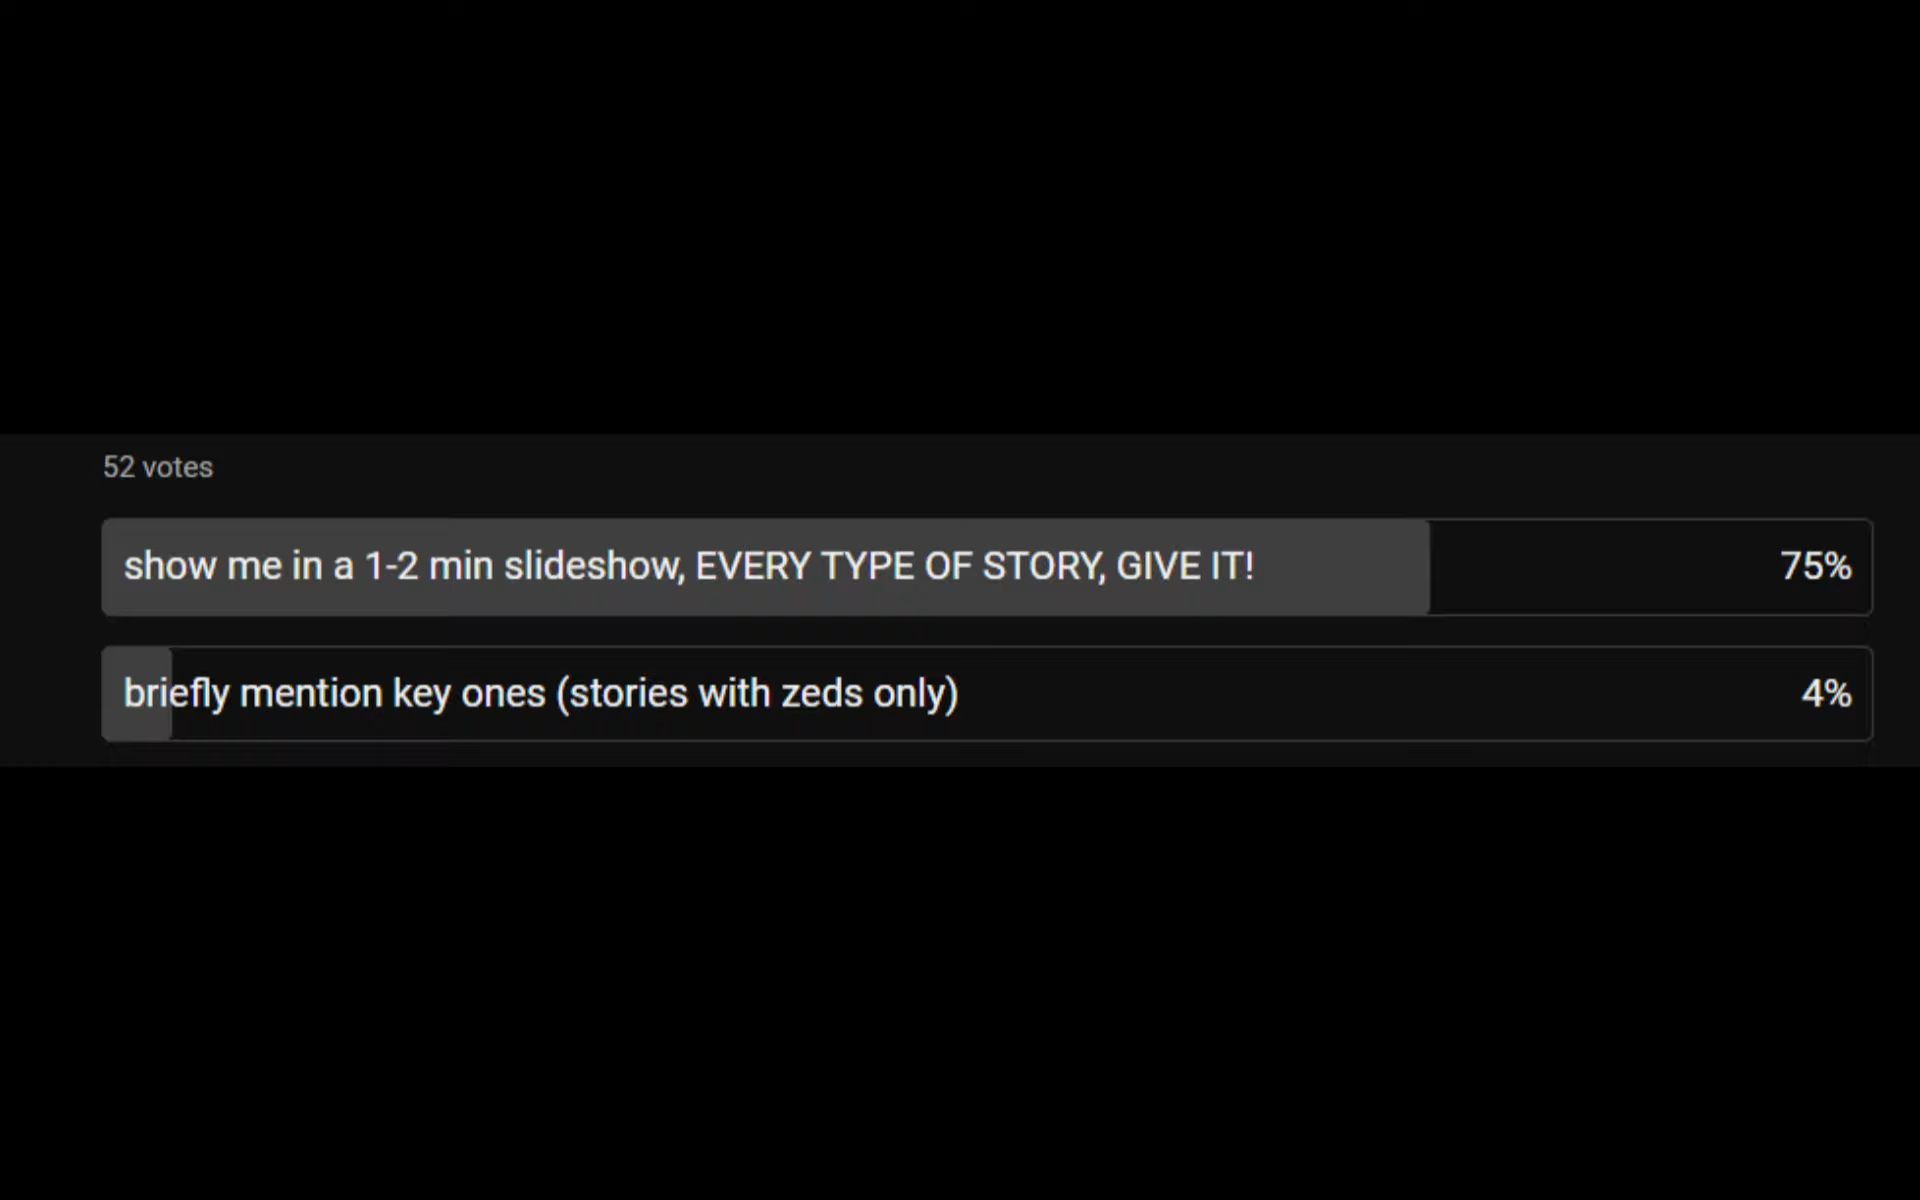 52 votes
show me in a 1-2 min slideshow, EVERY TYPE OF STORY, GIVE IT!
75%
briefly mention key ones (stories with zeds only)
4%